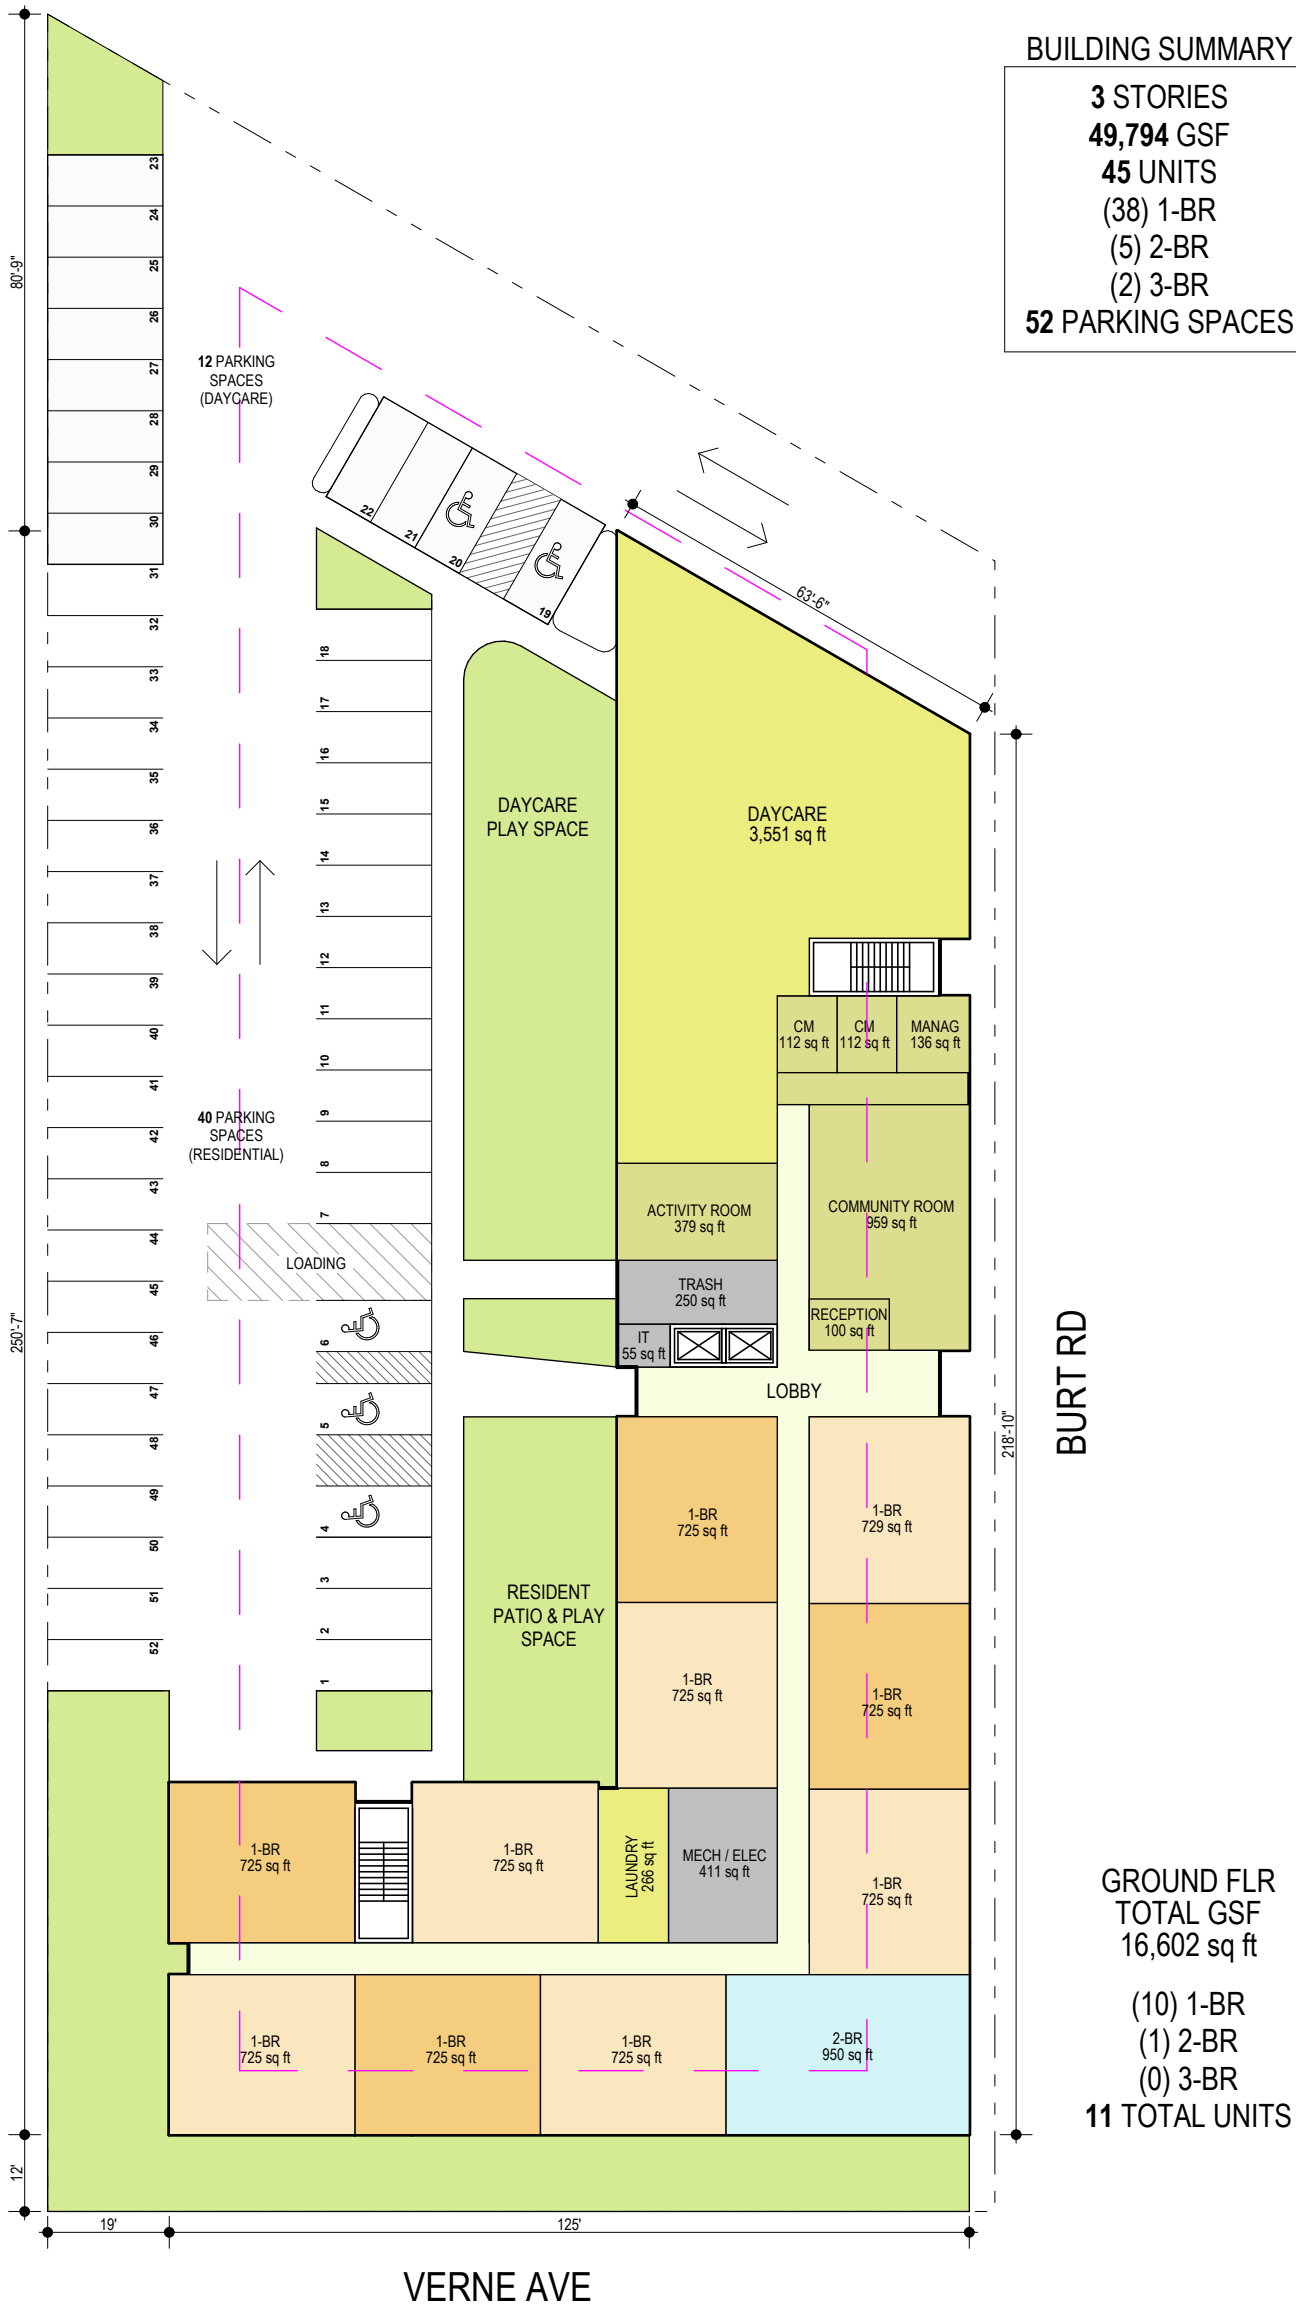 BUILDING SUMMARY
3 STORIES
49,794 GSF
45 UNITS
(38) 1-BR
(5) 2-BR
(2) 3-BR
52 PARKING SPACES
80'-9"
23
24
25
26
27
28
29
30
31
32
33
34
35
36
37
38
39
40
41
42
43
44
45
46
47
48
49
50
51
52
12 PARKING
SPACES
(DAYCARE)
22
21
20
19
63'-6"
18
17
16
15
14
13
12
11
10
9
8
7
6
5
4
3
2
1
DAYCARE
PLAY SPACE
DAYCARE
3,551 sq ft
CM
112 sq ft
CM
112 sq ft
MANAG
136 sq ft
40 PARKING
SPACES
(RESIDENTIAL)
LOADING
ACTIVITY ROOM
379 sq ft
COMMUNITY ROOM
959 sq ft
TRASH
250 sq ft
RECEPTION
100 sq ft
IT
55 sq ft
LOBBY
250'-7"
218'-10"
BURT RD
1-BR
725 sq ft
1-BR
729 sq ft
RESIDENT
PATIO & PLAY
SPACE
1-BR
725 sq ft
1-BR
725 sq ft
1-BR
725 sq ft
1-BR
725 sq ft
LAUNDRY
266 sq ft
MECH / ELEC
411 sq ft
1-BR
725 sq ft
1-BR
725 sq ft
1-BR
725 sq ft
1-BR
725 sq ft
2-BR
950 sq ft
GROUND FLR
TOTAL GSF
16,602 sq ft
(10) 1-BR
(1) 2-BR
(0) 3-BR
11 TOTAL UNITS
12'
19'
125'
VERNE AVE